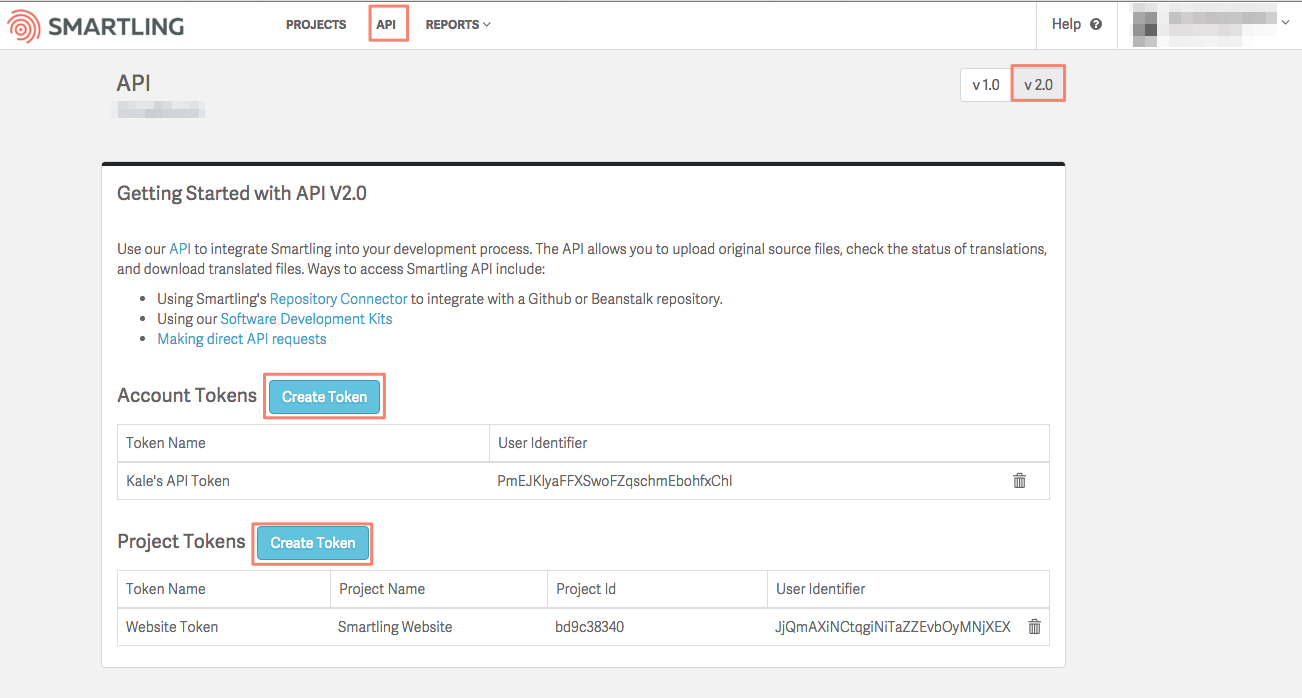 SMARTLING PROJECTS API REPORTS Help
API
v 1.0 v 2.0
Getting Started with API V2.0
Use our API to integrate Smartling into your development process. The API allows you to upload original source files, check the status of translations,
and download translated files. Ways to access Smartling API include:
• Using Smartling's Repository Connector to integrate with a Github or Beanstalk repository.
• Using our Software Development Kits
• Making direct API requests
Account Tokens Create Token
Token Name User Identifier
Kale's API Token PmEJKlyaFFXSwoFZqschmEbohfxChl
Project Tokens Create Token
Token Name Project Name Project Id User Identifier
Website Token Smartling Website bd9c38340 JjQmAXiNCtqgiNiTaZZEvbOyMNjXEX